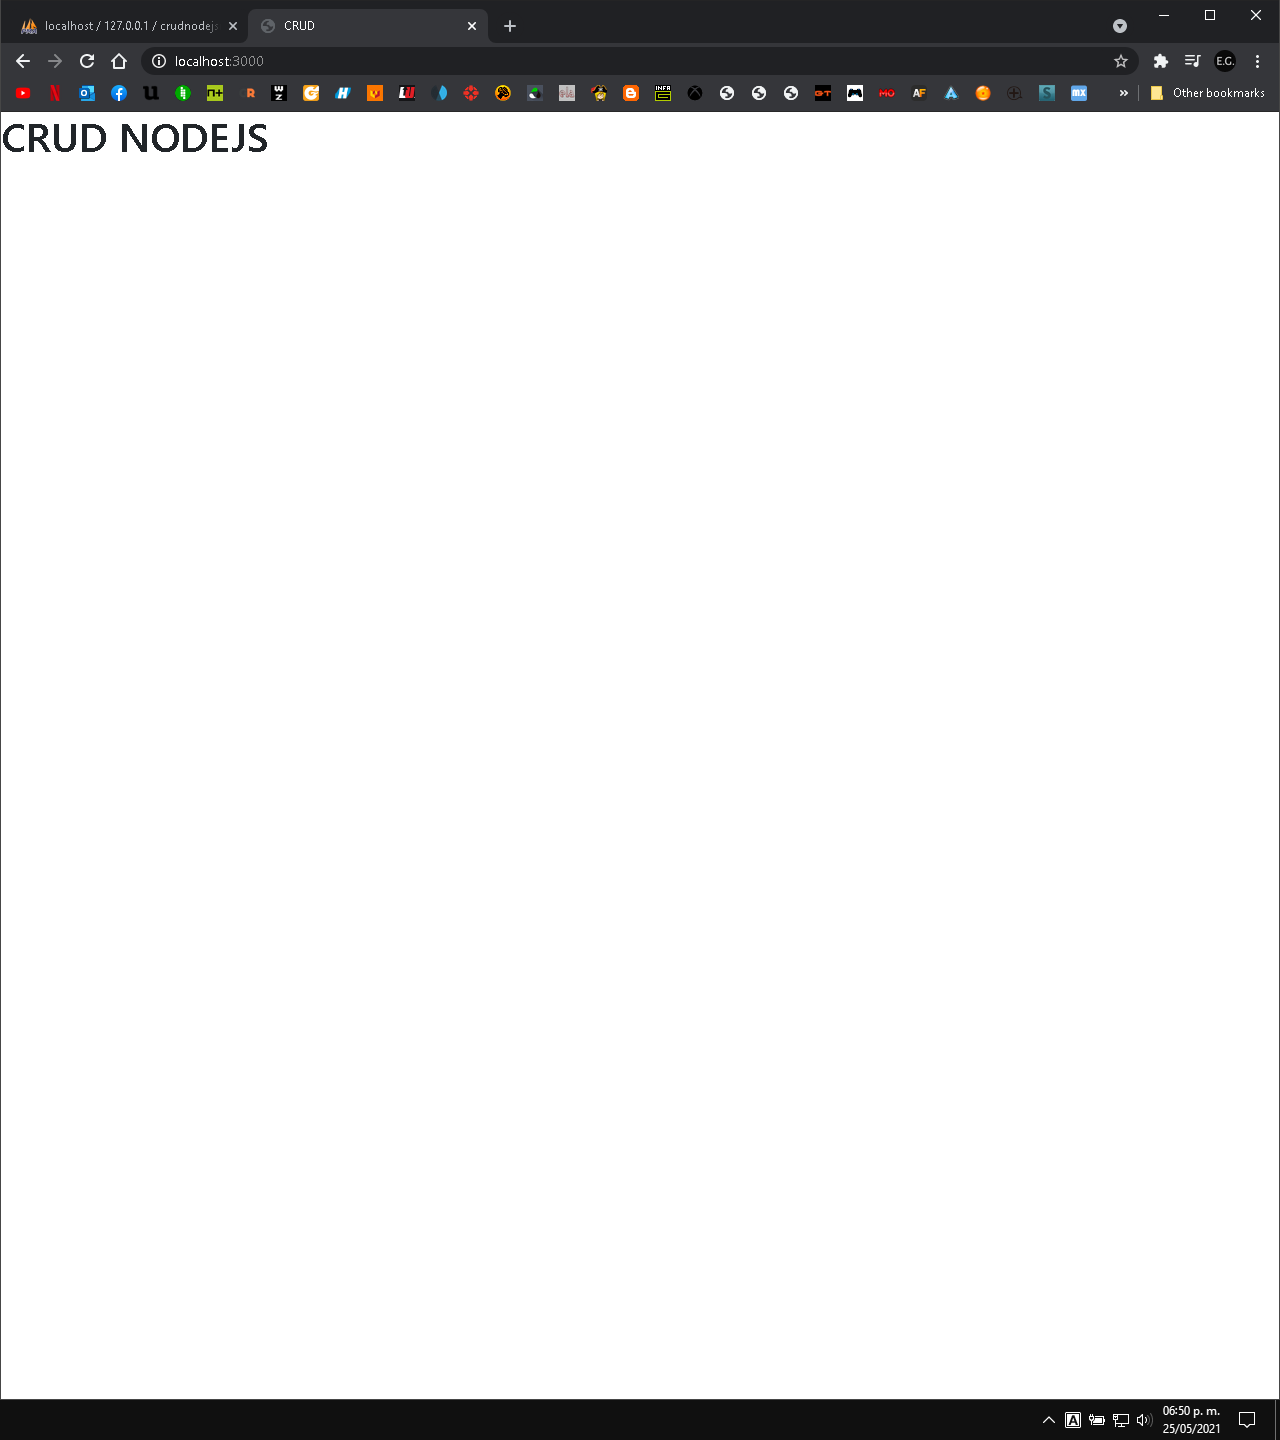 localhost / 127.0.0.1 / crudnodejs
CRUD
localhost:3000
E.G.
Other bookmarks
CRUD NODEJS
06:50 p. m.
25/05/2021